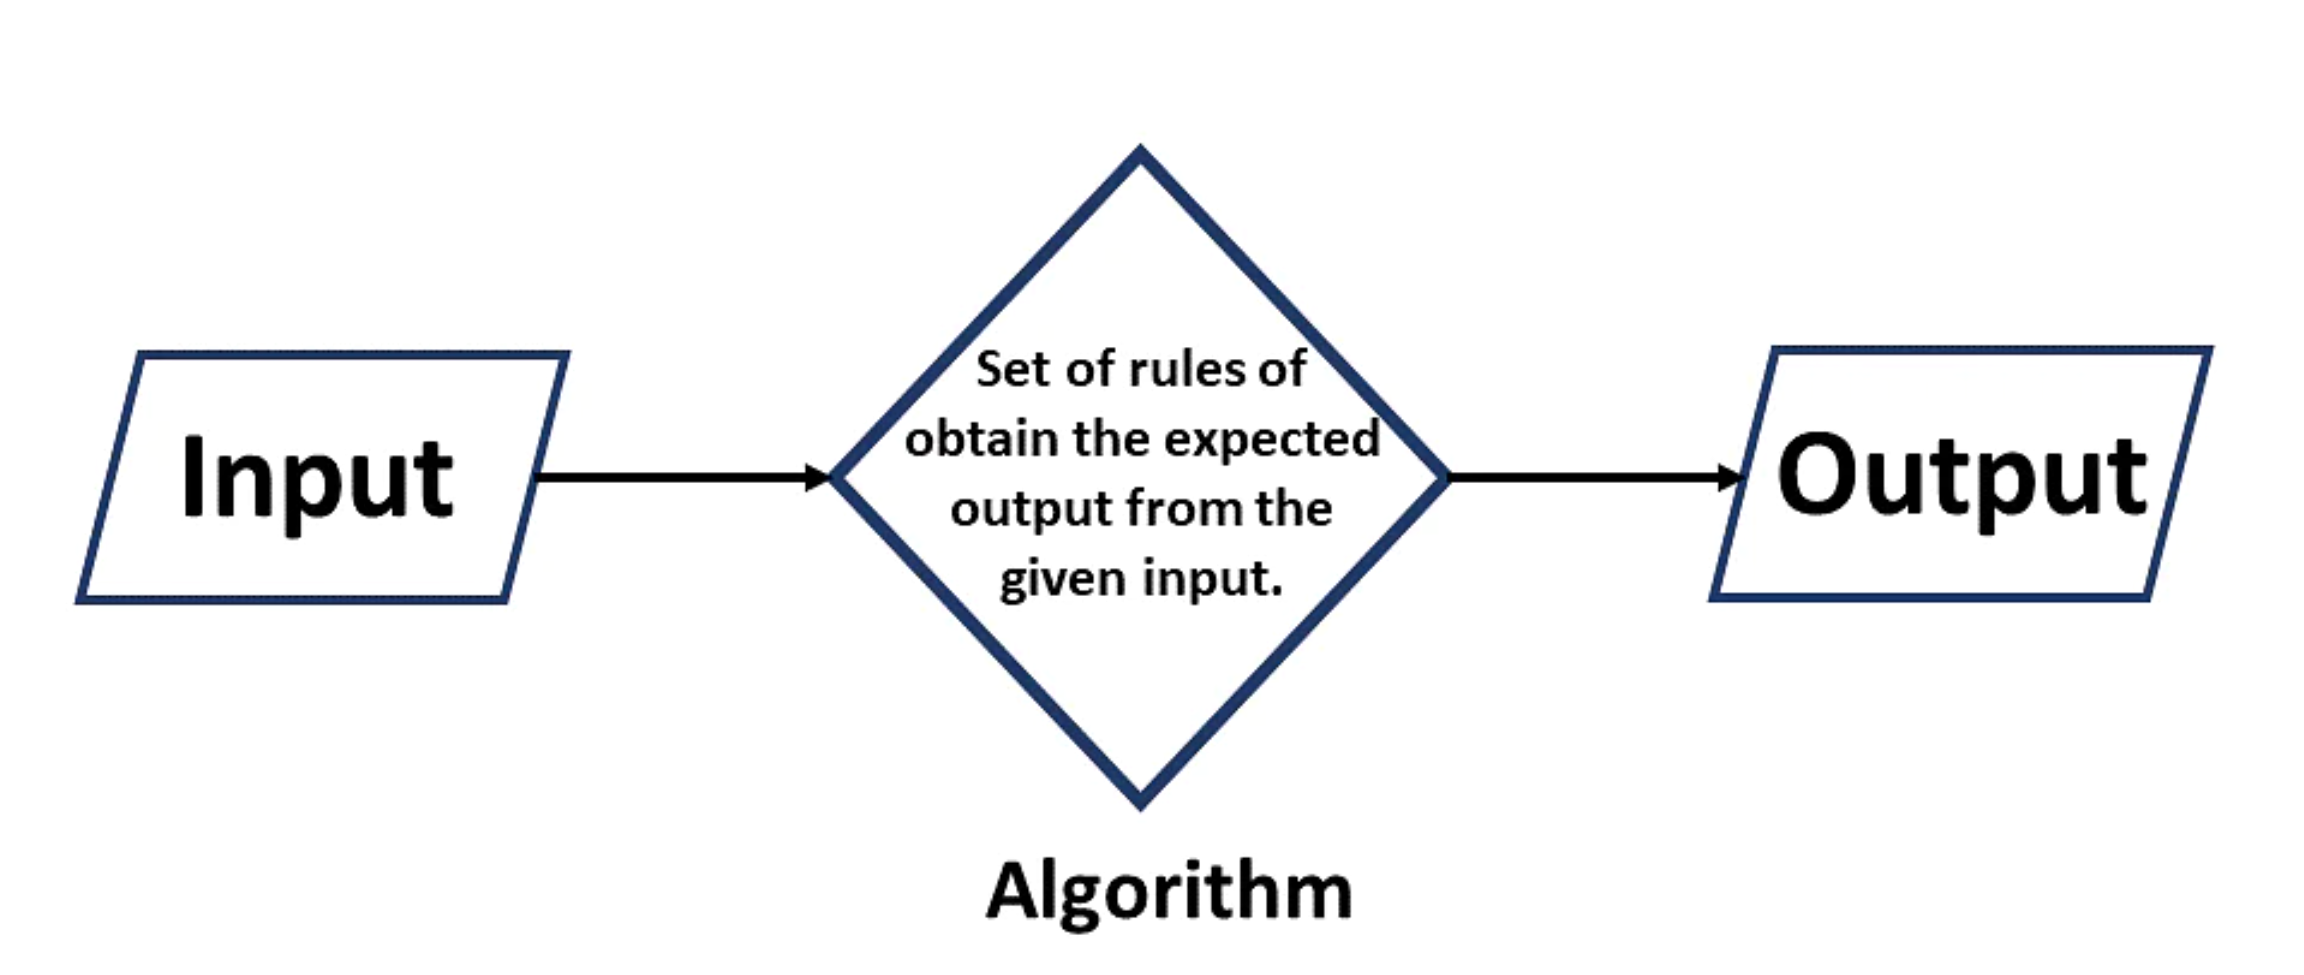 Input
Set of rules of
obtain the expected
output from the
given input.
Output
Algorithm